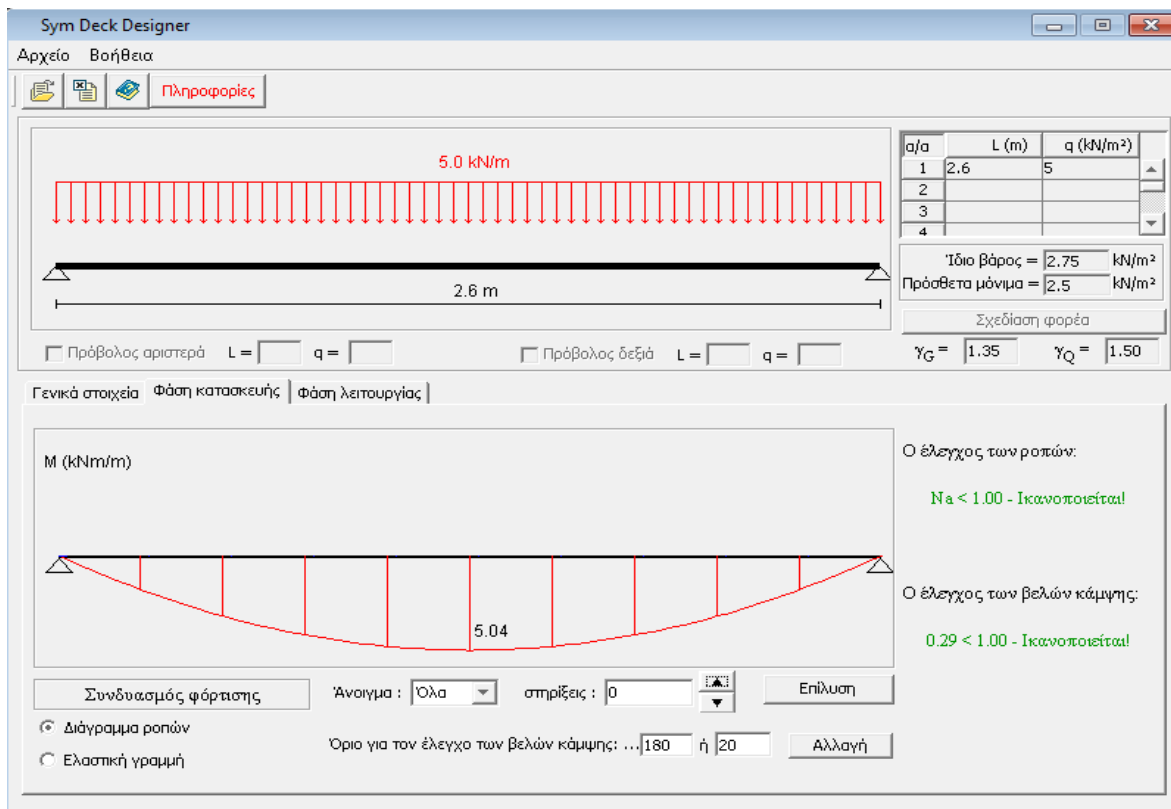 Sym Deck Designer
Αρχείο Βοήθεια
Πληροφορίες
5.0 kN/m
2.6 m
α/α L (m) q (kN/m²)
1 2.6 5
2
3
4
Ίδιο βάρος = 2.75 kN/m²
Πρόσθετα μόνιμα = 2.5 kN/m²
Σχεδίαση φορέα
Πρόβολος αριστερά L = q = Πρόβολος δεξιά L = q = γG = 1.35 γQ = 1.50
Γενικά στοιχεία Φάση κατασκευής Φάση λειτουργίας
M (kNm/m)
5.04
Ο έλεγχος των ροπών:
Na < 1.00 - Ικανοποιείται!
Ο έλεγχος των βελών κάμψης:
0.29 < 1.00 - Ικανοποιείται!
Συνδυασμός φόρτισης Άνοιγμα : Όλα στηρίξεις : 0 Επίλυση
Διάγραμμα ροπών
Ελαστική γραμμή
Όριο για τον έλεγχο των βελών κάμψης: ...180 ή 20 Αλλαγή